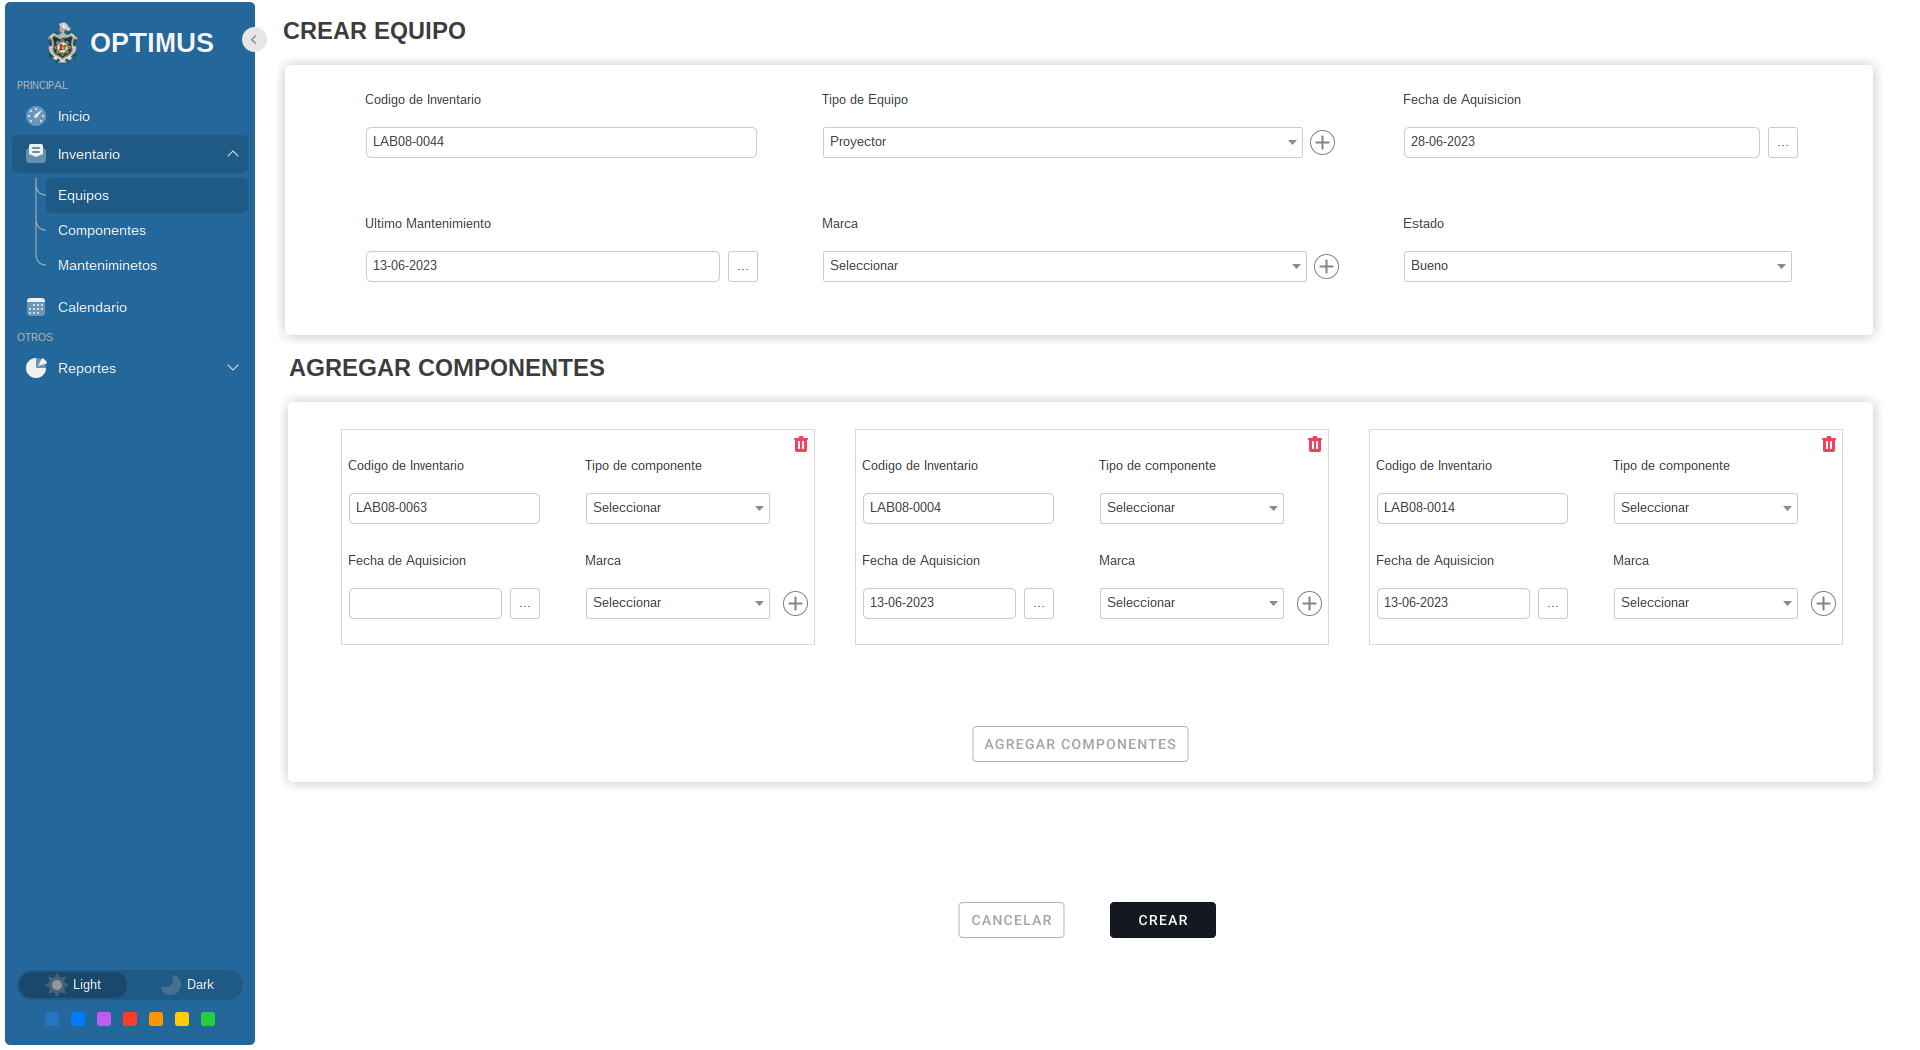 OPTIMUS
PRINCIPAL
Inicio
Inventario
Equipos
Componentes
Manteniminetos
Calendario
OTROS
Reportes
Light Dark
CREAR EQUIPO
Codigo de Inventario Tipo de Equipo Fecha de Aquisicion
LAB08-0044 Proyector 28-06-2023 ...
Ultimo Mantenimiento Marca Estado
13-06-2023 ... Seleccionar Bueno
AGREGAR COMPONENTES
Codigo de Inventario Tipo de componente
LAB08-0063 Seleccionar
Fecha de Aquisicion Marca
... Seleccionar
Codigo de Inventario Tipo de componente
LAB08-0004 Seleccionar
Fecha de Aquisicion Marca
13-06-2023 ... Seleccionar
Codigo de Inventario Tipo de componente
LAB08-0014 Seleccionar
Fecha de Aquisicion Marca
13-06-2023 ... Seleccionar
AGREGAR COMPONENTES
CANCELAR CREAR